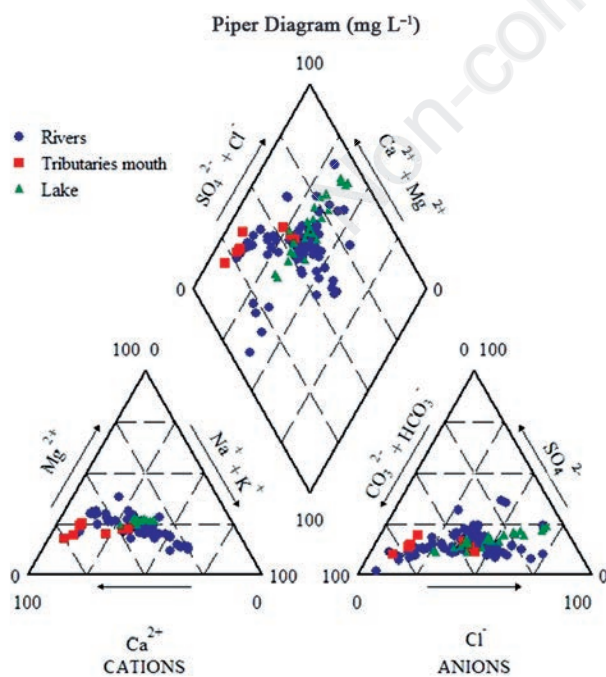 Piper Diagram (mg L⁻¹)
100
Rivers
Tributaries mouth
Lake
SO₄²⁻ + Cl⁻
Ca²⁺ + Mg²⁺
0
0
100 0
0 100
Mg²⁺
Na⁺ + K⁺
CO₃²⁻ + HCO₃⁻
SO₄²⁻
100
0
100
100
0
100
0
0
100
Ca²⁺
Cl⁻
CATIONS
ANIONS